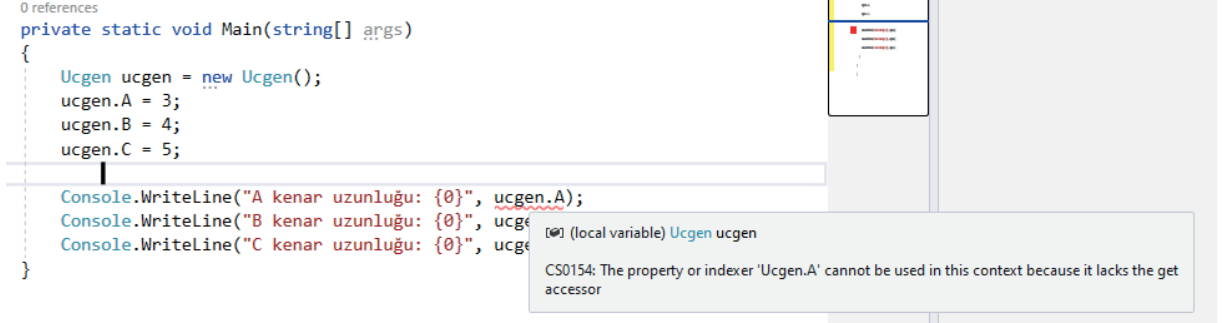 0 references
private static void Main(string[] args)
{
Ucgen ucgen = new Ucgen();
ucgen.A = 3;
ucgen.B = 4;
ucgen.C = 5;
Console.WriteLine("A kenar uzunluğu: {0}", ucgen.A);
Console.WriteLine("B kenar uzunluğu: {0}", ucge
Console.WriteLine("C kenar uzunluğu: {0}", ucge
}
(local variable) Ucgen ucgen
CS0154: The property or indexer 'Ucgen.A' cannot be used in this context because it lacks the get
accessor